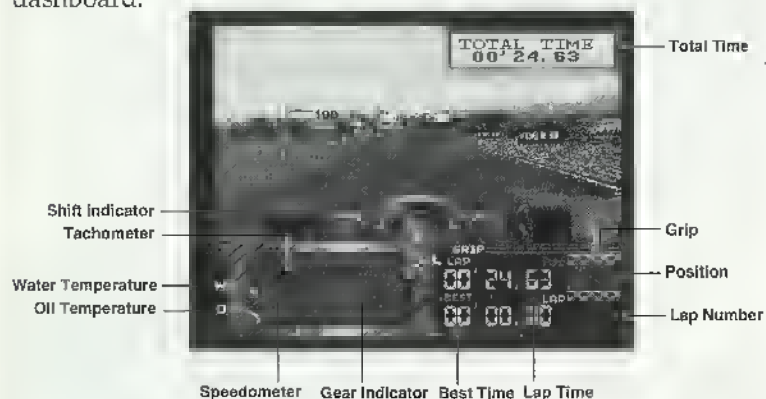 dashboard.
TOTAL TIME
00'24.63
Total Time
100
Shift indicator
Tachometer
Grip
GRIP
LAP
Position
00'24.63
Water Temperature
W
BEST
LAP
Oil Temperature
O
00'00.
Lap Number
Speedometer Gear Indicator Best Time Lap Time